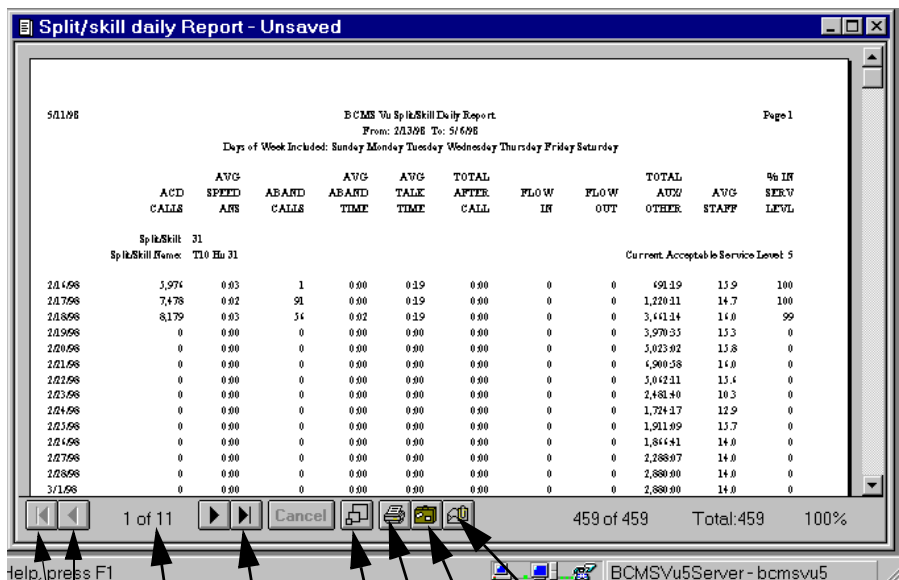 Split/skill daily Report - Unsaved
5/11/98 BCMS Vu Split/Skill Daily Report Page 1
From: 2/13/98 To: 5/6/98
Days of Week Included: Sunday Monday Tuesday Wednesday Thursday Friday Saturday
AVG AVG AVG TOTAL TOTAL % IN
ACD SPEED ABAND ABAND TALK AFTER FLOW FLOW AUX/ AVG SERV
CALLS ANS CALLS TIME TIME CALL IN OUT OTHER STAFF LEVL
Split/Skill: 31
Split/Skill Name: T10 Hu 31 Current Acceptable Service Level: 5
2/16/98 5,976 0:03 1 0:00 0:19 0:00 0 0 691:19 15.9 100
2/17/98 7,478 0:02 91 0:00 0:19 0:00 0 0 1,220:11 14.7 100
2/18/98 8,179 0:03 56 0:02 0:19 0:00 0 0 3,661:14 16.0 99
2/19/98 0 0:00 0 0:00 0:00 0:00 0 0 3,970:35 15.3 0
2/20/98 0 0:00 0 0:00 0:00 0:00 0 0 5,023:02 15.8 0
2/21/98 0 0:00 0 0:00 0:00 0:00 0 0 6,900:58 16.0 0
2/22/98 0 0:00 0 0:00 0:00 0:00 0 0 5,062:11 15.6 0
2/23/98 0 0:00 0 0:00 0:00 0:00 0 0 2,481:40 10.3 0
2/24/98 0 0:00 0 0:00 0:00 0:00 0 0 1,724:17 12.9 0
2/25/98 0 0:00 0 0:00 0:00 0:00 0 0 1,911:09 15.7 0
2/26/98 0 0:00 0 0:00 0:00 0:00 0 0 1,866:41 14.0 0
2/27/98 0 0:00 0 0:00 0:00 0:00 0 0 2,288:07 14.0 0
2/28/98 0 0:00 0 0:00 0:00 0:00 0 0 2,880:00 14.0 0
3/1/98 0 0:00 0 0:00 0:00 0:00 0 0 2,880:00 14.0 0
1 of 11 Cancel 459 of 459 Total:459 100%
Help, press F1 BCMSVu5Server - bcmsvu5